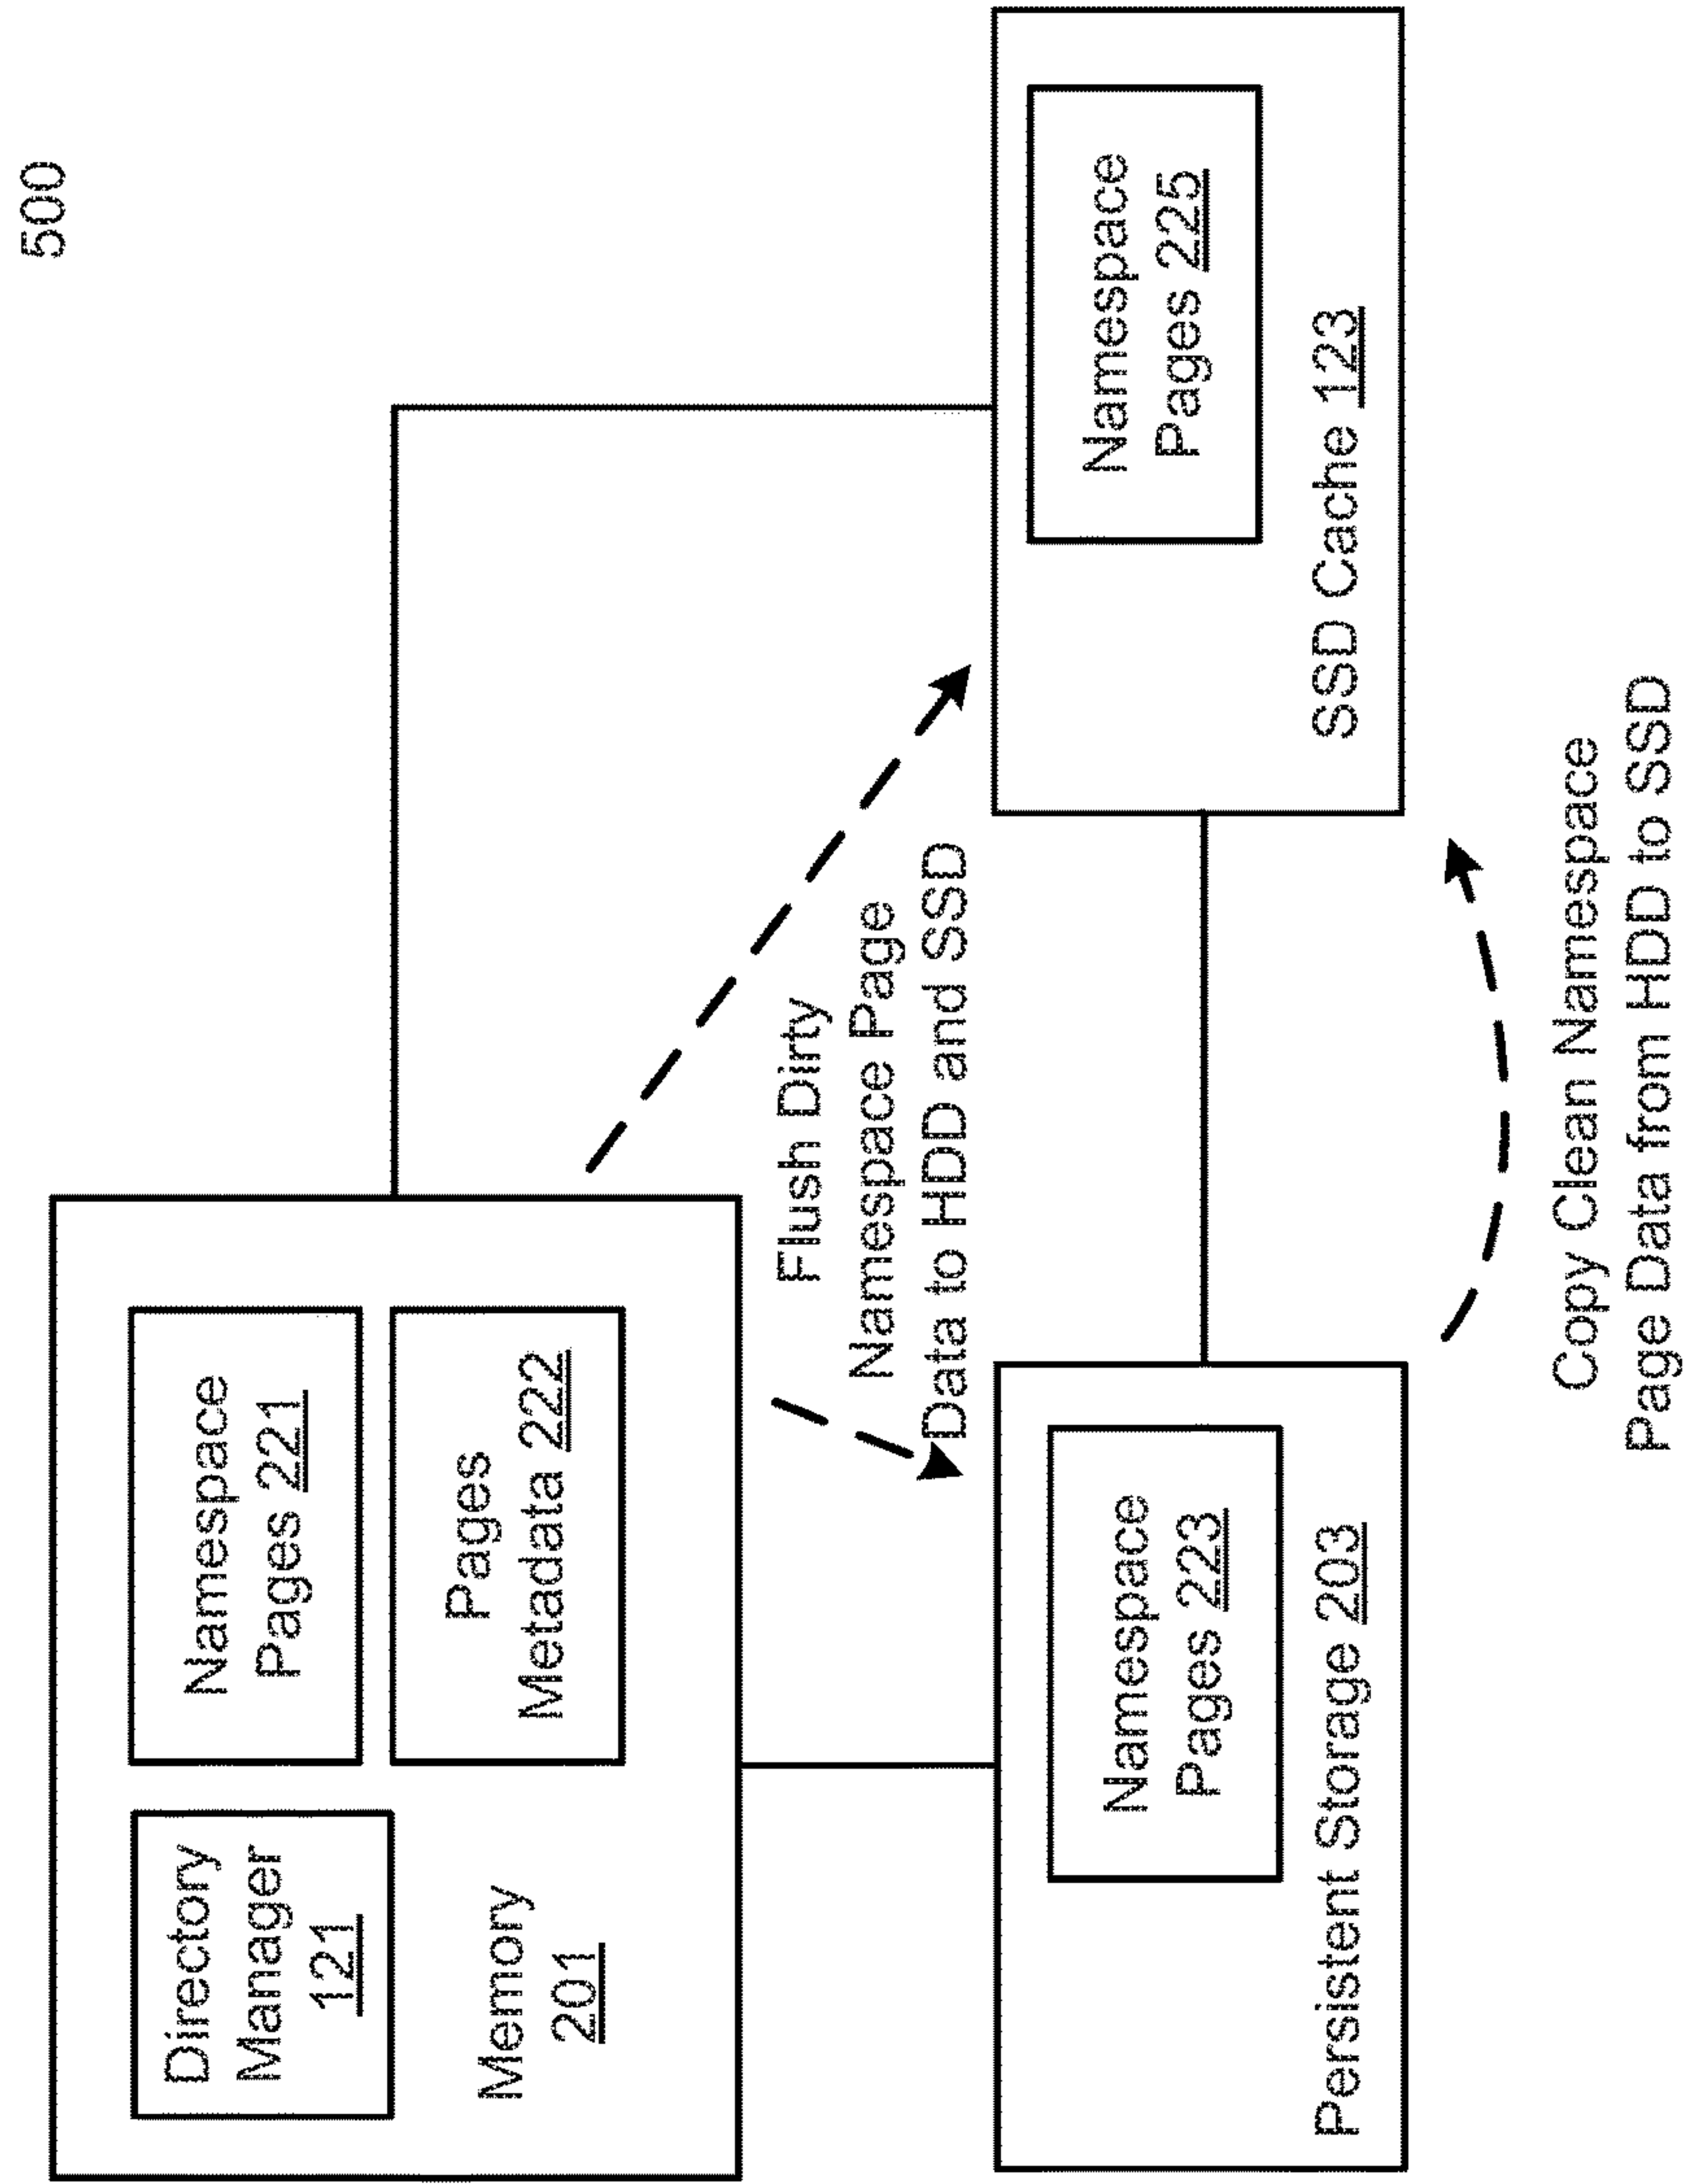 500
Directory
Manager
121
Namespace
Pages 221
Pages
Metadata 222
Memory
201
Flush Dirty
Namespace Page
Data to HDD and SSD
Namespace
Pages 223
Persistent Storage 203
Namespace
Pages 225
SSD Cache 123
Copy Clean Namespace
Page Data from HDD to SSD